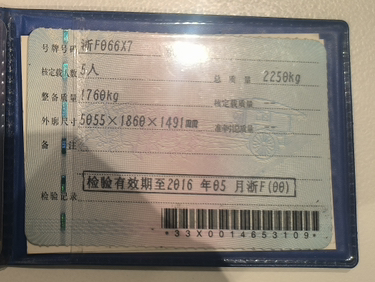 号牌号码 浙F066X7
核定载人数 5人 总质量 2250kg
整备质量 1760kg 核定载质量 --
外廓尺寸 5055×1860×1491mm 准牵引总质量 --
备注
检验记录 检验有效期至2016 年05 月浙F(00)
*33X0014653109*